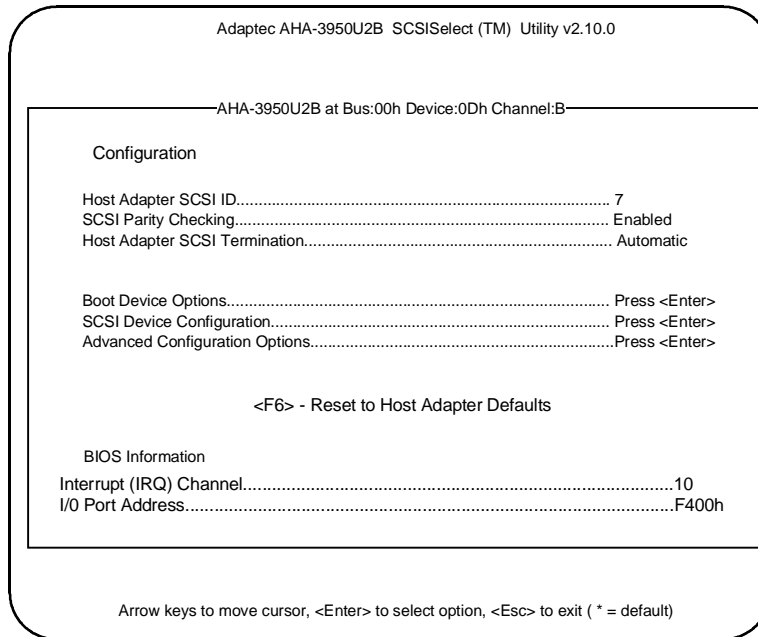 Adaptec AHA-3950U2B SCSISelect (TM) Utility v2.10.0
AHA-3950U2B at Bus:00h Device:0Dh Channel:B
Configuration
Host Adapter SCSI ID.......................................................................................... 7
SCSI Parity Checking.......................................................................................... Enabled
Host Adapter SCSI Termination.......................................................................... Automatic
Boot Device Options............................................................................................ Press <Enter>
SCSI Device Configuration.................................................................................. Press <Enter>
Advanced Configuration Options.........................................................................Press <Enter>
<F6> - Reset to Host Adapter Defaults
BIOS Information
Interrupt (IRQ) Channel.....................................................................................10
I/0 Port Address..................................................................................................F400h
Arrow keys to move cursor, <Enter> to select option, <Esc> to exit ( * = default)